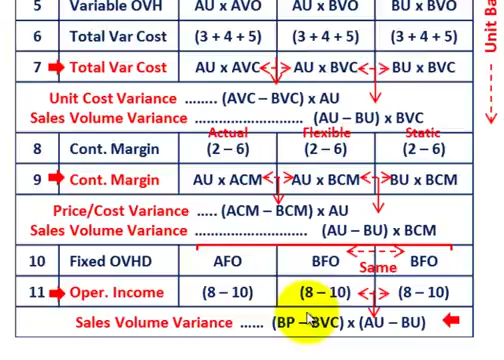 5 Variable OVH AU x AVO AU x BVO BU x BVO
6 Total Var Cost (3 + 4 + 5) (3 + 4 + 5) (3 + 4 + 5)
7 Total Var Cost AU x AVC AU x BVC BU x BVC
Unit Cost Variance ........ (AVC – BVC) x AU
Sales Volume Variance ........................... (AU – BU) x BVC
Actual Flexible Static
8 Cont. Margin (2 – 6) (2 – 6) (2 – 6)
9 Cont. Margin AU x ACM AU x BCM BU x BCM
Price/Cost Variance ..... (ACM – BCM) x AU
Sales Volume Variance ............................ (AU – BU) x BCM
10 Fixed OVHD AFO BFO BFO
Same
11 Oper. Income (8 – 10) (8 – 10) (8 – 10)
Sales Volume Variance ...... (BP – BVC) x (AU – BU)